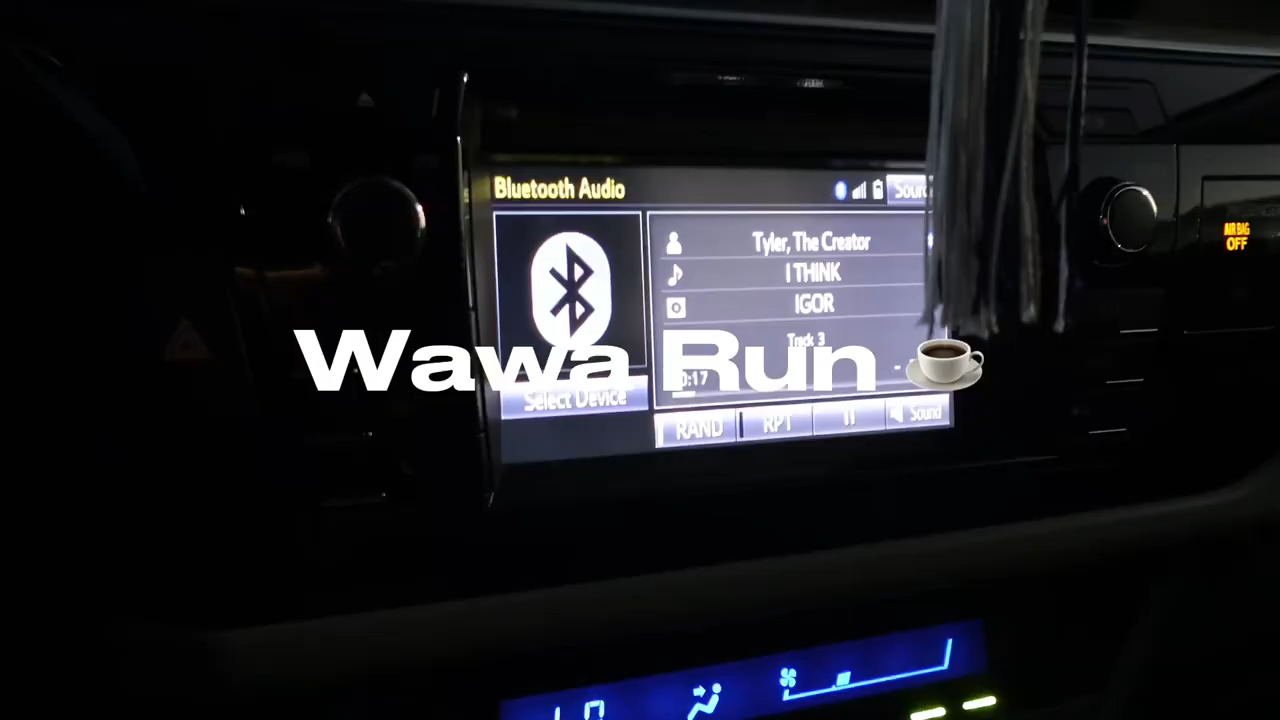 Bluetooth Audio
Tyler, The Creator
I THINK
IGOR
Track 3
0:17
Wawa Run
Select Device
RAND
RPT
Sound
AIR BAG
OFF